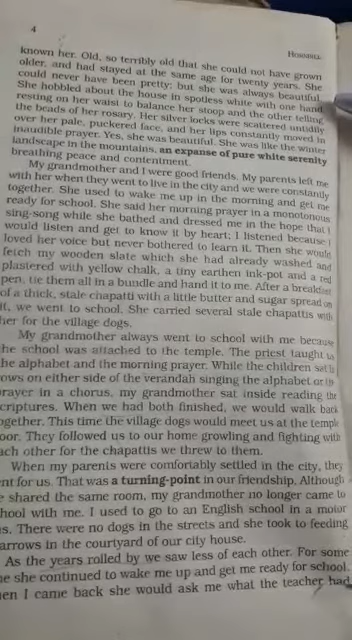 4
HORNBILL
known her. Old, so terribly old that she could not have grown
older, and had stayed at the same age for twenty years. She
could never have been pretty; but she was always beautiful.
She hobbled about the house in spotless white with one hand
resting on her waist to balance her stoop and the other telling
the beads of her rosary. Her silver locks were scattered untidily
over her pale, puckered face, and her lips constantly moved in
inaudible prayer. Yes, she was beautiful. She was like the winter
landscape in the mountains, an expanse of pure white serenity
breathing peace and contentment.
My grandmother and I were good friends. My parents left me
with her when they went to live in the city and we were constantly
together. She used to wake me up in the morning and get me
ready for school. She said her morning prayer in a monotonous
sing-song while she bathed and dressed me in the hope that I
would listen and get to know it by heart; I listened because I
loved her voice but never bothered to learn it. Then she would
fetch my wooden slate which she had already washed and
plastered with yellow chalk, a tiny earthen ink-pot and a red
pen, tie them all in a bundle and hand it to me. After a breakfast
of a thick, stale chapatti with a little butter and sugar spread on
it, we went to school. She carried several stale chapattis with
her for the village dogs.
My grandmother always went to school with me because
he school was attached to the temple. The priest taught
he alphabet and the morning prayer. While the children sat in
ows on either side of the verandah singing the alphabet or
rayer in a chorus, my grandmother sat inside reading the
criptures. When we had both finished, we would walk back
ogether. This time the village dogs would meet us at the temple
oor. They followed us to our home growling and fighting with
ach other for the chapattis we threw to them.
When my parents were comfortably settled in the city, they
nt for us. That was a turning-point in our friendship. Although
e shared the same room, my grandmother no longer came to
hool with me. I used to go to an English school in a motor
s. There were no dogs in the streets and she took to feeding
arrows in the courtyard of our city house.
As the years rolled by we saw less of each other. For some
e she continued to wake me up and get me ready for school.
en I came back she would ask me what the teacher had